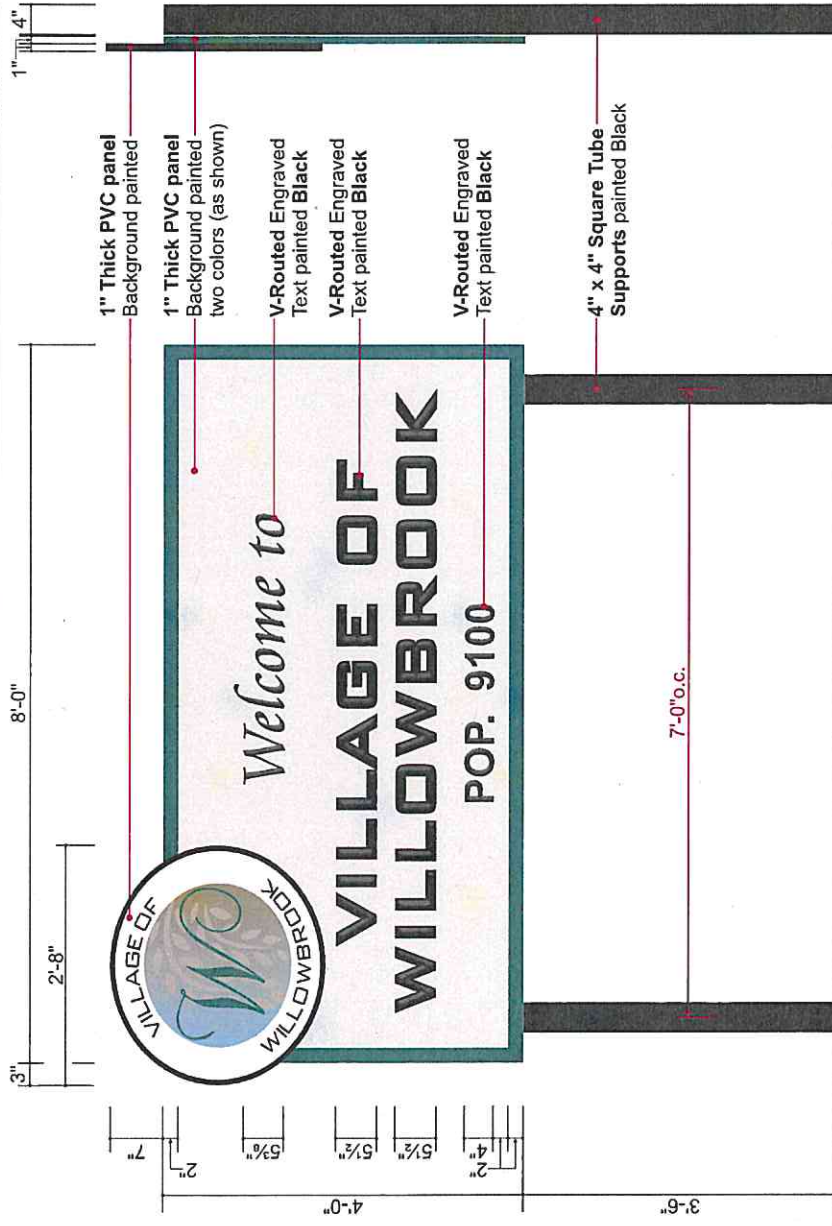 3"
2'-8"
8'-0"
1"
4"
7"
2"
5⅜"
5½"
5½"
4"
2"
4'-0"
3'-6"
VILLAGE OF
W
WILLOWBROOK
Welcome to
VILLAGE OF
WILLOWBROOK
POP. 9100
7'-0"o.c.
1" Thick PVC panel
Background painted
1" Thick PVC panel
Background painted
two colors (as shown)
V-Routed Engraved
Text painted Black
V-Routed Engraved
Text painted Black
V-Routed Engraved
Text painted Black
4" x 4" Square Tube
Supports painted Black